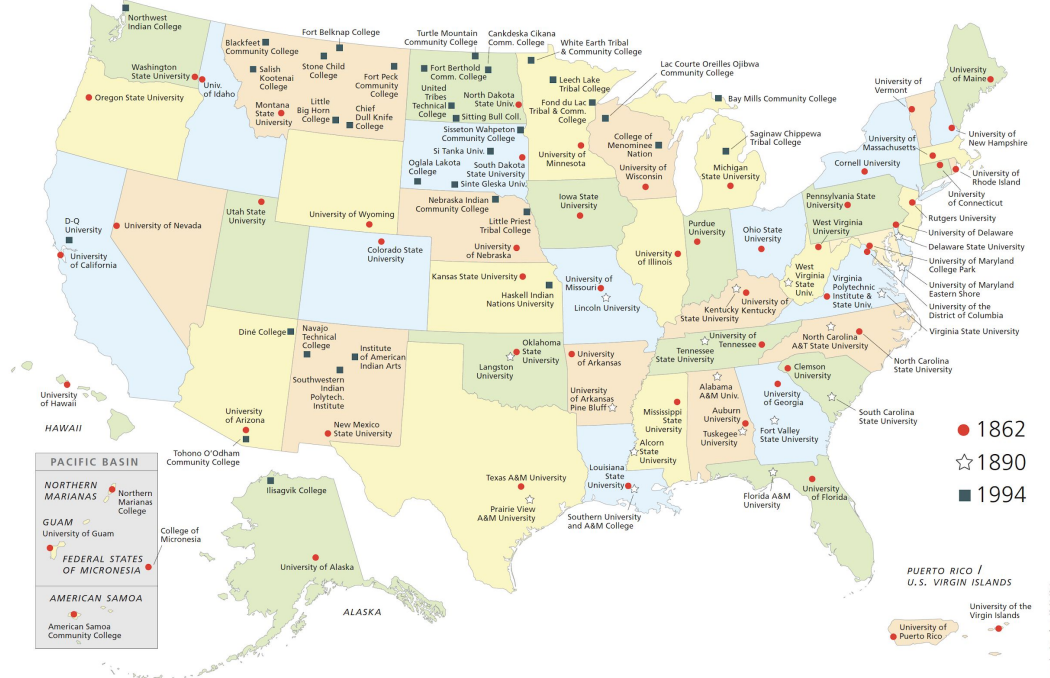 Northwest
Indian College
Washington
State University
Univ.
of Idaho
Oregon State University
Blackfeet
Community College
Fort Belknap College
Salish
Kootenai
College
Stone Child
College
Fort Peck
Community
College
Montana
State
University
Little
Big Horn
College
Chief
Dull Knife
College
Turtle Mountain
Community College
Cankdeska Cikana
Comm. College
Fort Berthold
Comm. College
United
Tribes
Technical
College
North Dakota
State Univ.
Sitting Bull Coll.
Sisseton Wahpeton
Community College
Si Tanka Univ.
Oglala Lakota
College
South Dakota
State University
Sinte Gleska Univ.
White Earth Tribal
& Community College
Leech Lake
Tribal College
Fond du Lac
Tribal & Comm.
College
University of
Minnesota
Lac Courte Oreilles Ojibwa
Community College
College of
Menominee
Nation
University of
Wisconsin
Bay Mills Community College
Saginaw Chippewa
Tribal College
Michigan
State University
University of
Vermont
University
of Maine
University of
New Hampshire
University of
Massachusetts
Cornell University
University of
Rhode Island
University
of Connecticut
Pennsylvania State
University
Rutgers University
West Virginia
University
University of Delaware
Delaware State University
University of Maryland
College Park
University of Maryland
Eastern Shore
University of the
District of Columbia
Virginia State University
West
Virginia
State
Univ.
Virginia
Polytechnic
Institute &
State Univ.
D-Q
University
University
of California
University of Nevada
Utah State
University
University of Wyoming
Colorado State
University
Nebraska Indian
Community College
Little Priest
Tribal College
University
of Nebraska
Kansas State University
Haskell Indian
Nations University
Iowa State
University
University of
Missouri
Lincoln University
University
of Illinois
Purdue
University
Ohio State
University
Kentucky
State University
University of
Kentucky
Diné College
Navajo
Technical
College
Institute
of American
Indian Arts
Southwestern
Indian
Polytech.
Institute
University
of Arizona
Tohono O'Odham
Community College
New Mexico
State University
Oklahoma
State
University
Langston
University
University
of Arkansas
University
of Arkansas
Pine Bluff
University of
Tennessee
Tennessee
State University
North Carolina
A&T State University
North Carolina
State University
Clemson
University
South Carolina
State University
Alabama
A&M Univ.
Auburn
University
Tuskegee
University
University
of Georgia
Fort Valley
State University
Mississippi
State
University
Alcorn
State
University
Louisiana
State
University
Southern University
and A&M College
Texas A&M University
Prairie View
A&M University
Florida A&M
University
University
of Florida
University
of Hawaii
HAWAII
PACIFIC BASIN
NORTHERN
MARIANAS
Northern
Marianas
College
GUAM
University of Guam
FEDERAL STATES
OF MICRONESIA
College of
Micronesia
AMERICAN SAMOA
American Samoa
Community College
Ilisagvik College
University of Alaska
ALASKA
1862
1890
1994
PUERTO RICO /
U.S. VIRGIN ISLANDS
University of
Puerto Rico
University of the
Virgin Islands